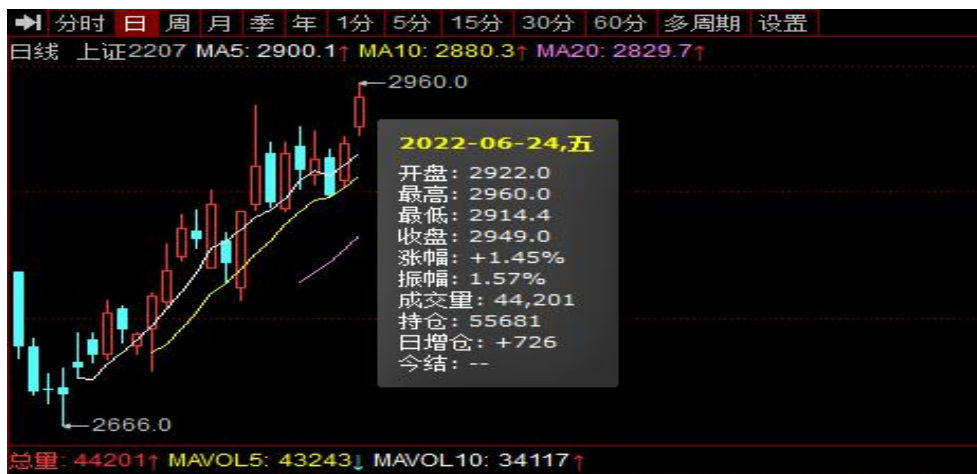 分时 日 周 月 季 年 1分 5分 15分 30分 60分 多周期 设置
日线 上证2207 MA5: 2900.1↑ MA10: 2880.3↑ MA20: 2829.7↑
2960.0
2022-06-24,五
开盘: 2922.0
最高: 2960.0
最低: 2914.4
收盘: 2949.0
涨幅: +1.45%
振幅: 1.57%
成交量: 44,201
持仓: 55681
日增仓: +726
今结: --
2666.0
总量: 44201↑ MAVOL5: 43243↓ MAVOL10: 34117↑